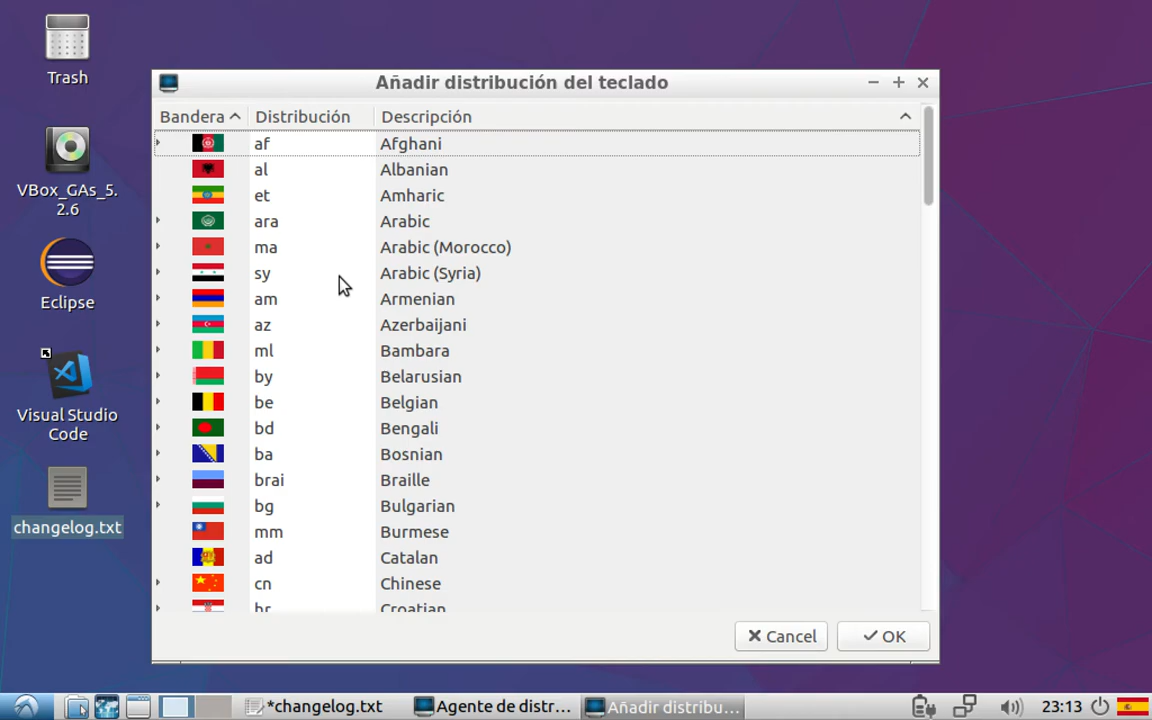 Trash
VBox_GAs_5.
2.6
Eclipse
Visual Studio
Code
changelog.txt
Añadir distribución del teclado
Bandera Distribución Descripción
af Afghani
al Albanian
et Amharic
ara Arabic
ma Arabic (Morocco)
sy Arabic (Syria)
am Armenian
az Azerbaijani
ml Bambara
by Belarusian
be Belgian
bd Bengali
ba Bosnian
brai Braille
bg Bulgarian
mm Burmese
ad Catalan
cn Chinese
hr Croatian
Cancel OK
*changelog.txt Agente de distr... Añadir distribu... 23:13